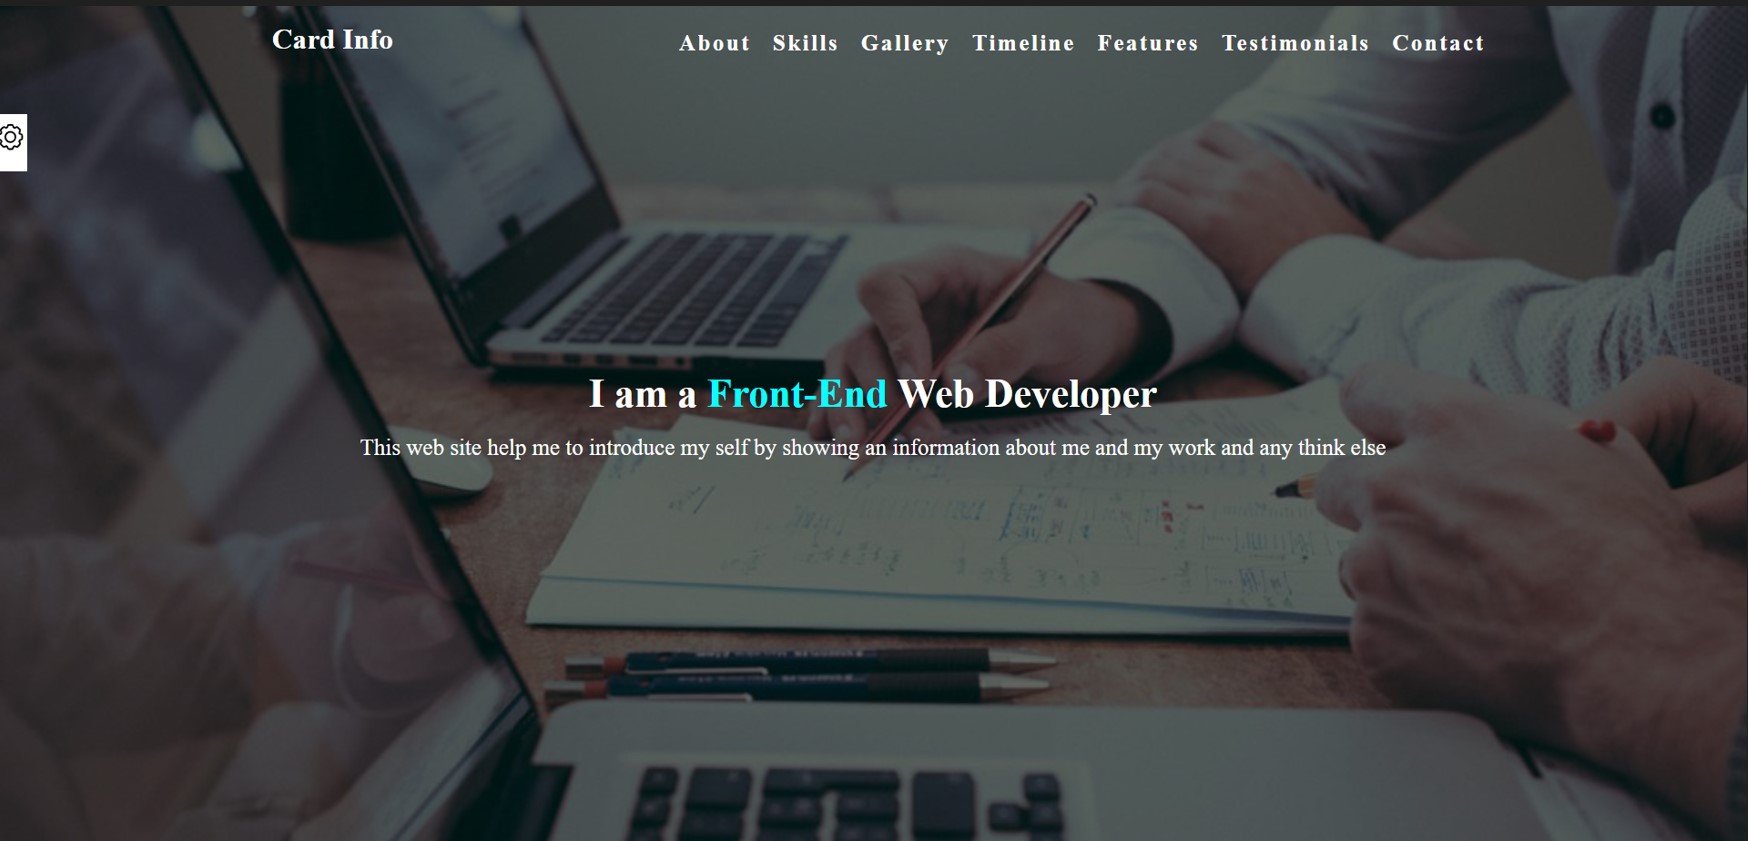 Card Info
About Skills Gallery Timeline Features Testimonials Contact
I am a Front-End Web Developer
This web site help me to introduce my self by showing an information about me and my work and any think else